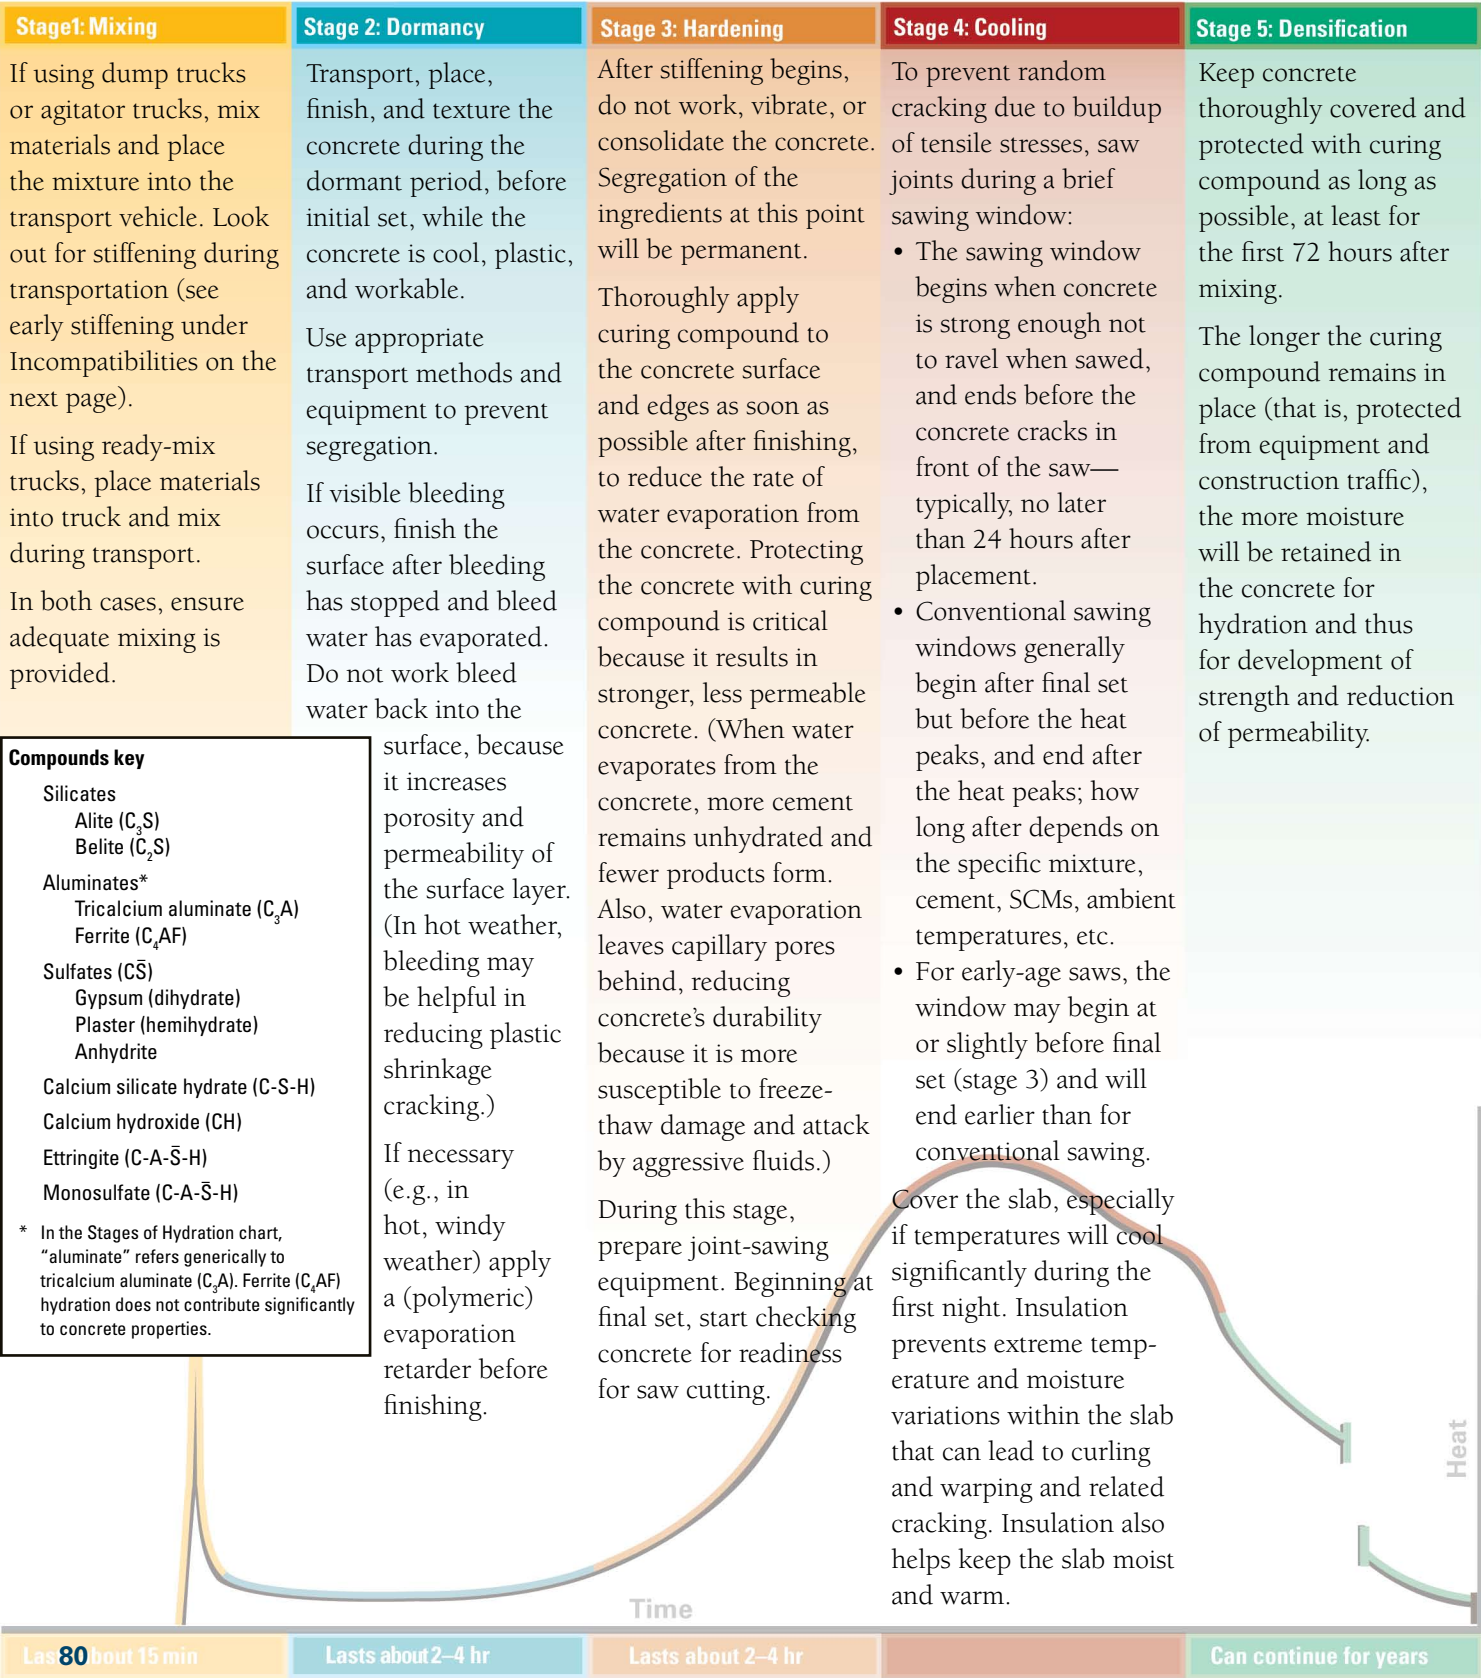 Stage1: Mixing
If using dump trucks
or agitator trucks, mix
materials and place
the mixture into the
transport vehicle. Look
out for stiffening during
transportation (see
early stiffening under
Incompatibilities on the
next page).
If using ready-mix
trucks, place materials
into truck and mix
during transport.
In both cases, ensure
adequate mixing is
provided.
Compounds key
Silicates
Alite (C₃S)
Belite (C₂S)
Aluminates*
Tricalcium aluminate (C₃A)
Ferrite (C₄AF)
Sulfates (CS̄)
Gypsum (dihydrate)
Plaster (hemihydrate)
Anhydrite
Calcium silicate hydrate (C-S-H)
Calcium hydroxide (CH)
Ettringite (C-A-S̄-H)
Monosulfate (C-A-S̄-H)
* In the Stages of Hydration chart,
“aluminate” refers generically to
tricalcium aluminate (C₃A). Ferrite (C₄AF)
hydration does not contribute significantly
to concrete properties.
Stage 2: Dormancy
Transport, place,
finish, and texture the
concrete during the
dormant period, before
initial set, while the
concrete is cool, plastic,
and workable.
Use appropriate
transport methods and
equipment to prevent
segregation.
If visible bleeding
occurs, finish the
surface after bleeding
has stopped and bleed
water has evaporated.
Do not work bleed
water back into the
surface, because
it increases
porosity and
permeability of
the surface layer.
(In hot weather,
bleeding may
be helpful in
reducing plastic
shrinkage
cracking.)
If necessary
(e.g., in
hot, windy
weather) apply
a (polymeric)
evaporation
retarder before
finishing.
Stage 3: Hardening
After stiffening begins,
do not work, vibrate, or
consolidate the concrete.
Segregation of the
ingredients at this point
will be permanent.
Thoroughly apply
curing compound to
the concrete surface
and edges as soon as
possible after finishing,
to reduce the rate of
water evaporation from
the concrete. Protecting
the concrete with curing
compound is critical
because it results in
stronger, less permeable
concrete. (When water
evaporates from the
concrete, more cement
remains unhydrated and
fewer products form.
Also, water evaporation
leaves capillary pores
behind, reducing
concrete’s durability
because it is more
susceptible to freeze-
thaw damage and attack
by aggressive fluids.)
During this stage,
prepare joint-sawing
equipment. Beginning at
final set, start checking
concrete for readiness
for saw cutting.
Stage 4: Cooling
To prevent random
cracking due to buildup
of tensile stresses, saw
joints during a brief
sawing window:
• The sawing window
begins when concrete
is strong enough not
to ravel when sawed,
and ends before the
concrete cracks in
front of the saw—
typically, no later
than 24 hours after
placement.
• Conventional sawing
windows generally
begin after final set
but before the heat
peaks, and end after
the heat peaks; how
long after depends on
the specific mixture,
cement, SCMs, ambient
temperatures, etc.
• For early-age saws, the
window may begin at
or slightly before final
set (stage 3) and will
end earlier than for
conventional sawing.
Cover the slab, especially
if temperatures will cool
significantly during the
first night. Insulation
prevents extreme temp-
erature and moisture
variations within the slab
that can lead to curling
and warping and related
cracking. Insulation also
helps keep the slab moist
and warm.
Stage 5: Densification
Keep concrete
thoroughly covered and
protected with curing
compound as long as
possible, at least for
the first 72 hours after
mixing.
The longer the curing
compound remains in
place (that is, protected
from equipment and
construction traffic),
the more moisture
will be retained in
the concrete for
hydration and thus
for development of
strength and reduction
of permeability.
Heat
Time
80
15 min
Lasts about 2–4 hr
Lasts about 2–4 hr
Can continue for years